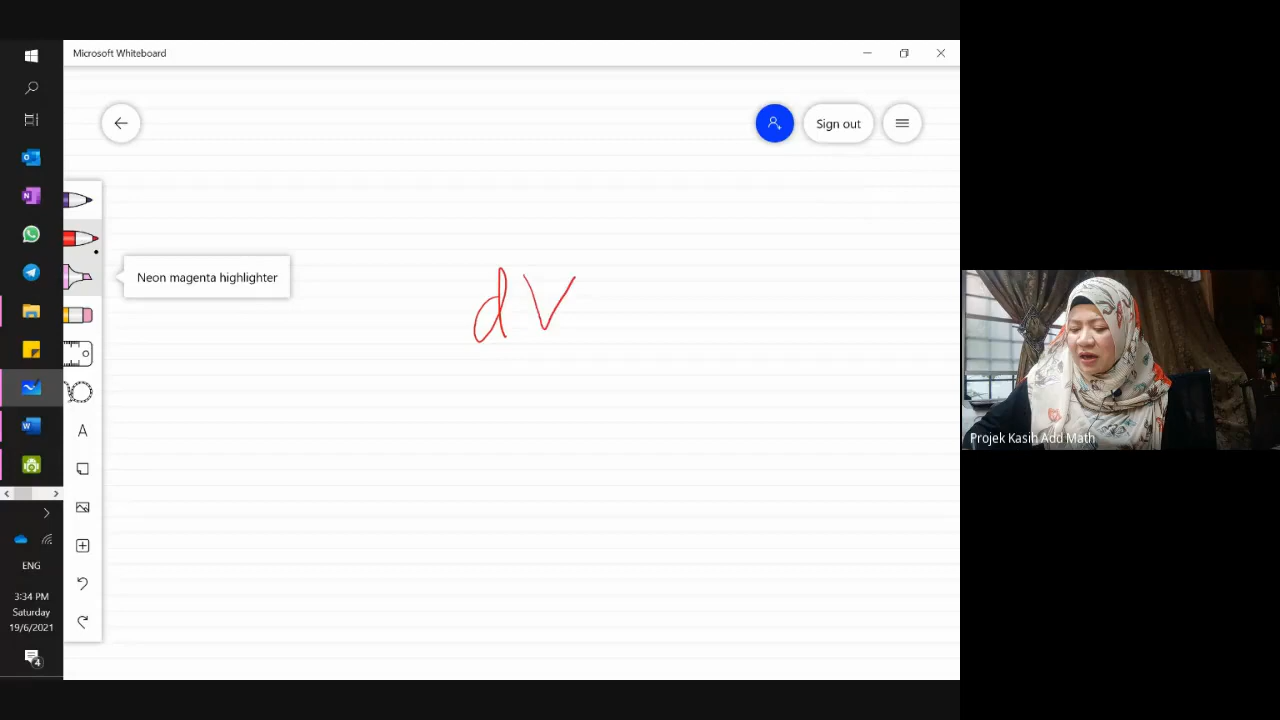 Microsoft Whiteboard
Sign out
Neon magenta highlighter
dV
A
Projek Kasih Add Math
ENG
3:34 PM
Saturday
19/6/2021
4